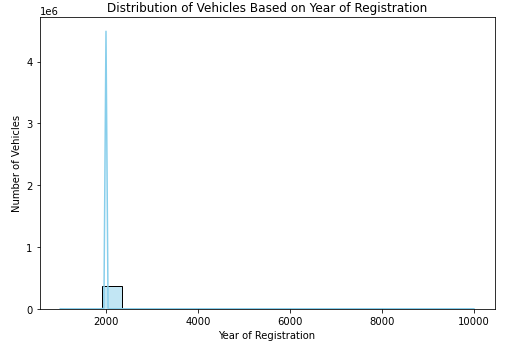 Distribution of Vehicles Based on Year of Registration
1e6
4
3
2
1
0
Number of Vehicles
2000 4000 6000 8000 10000
Year of Registration